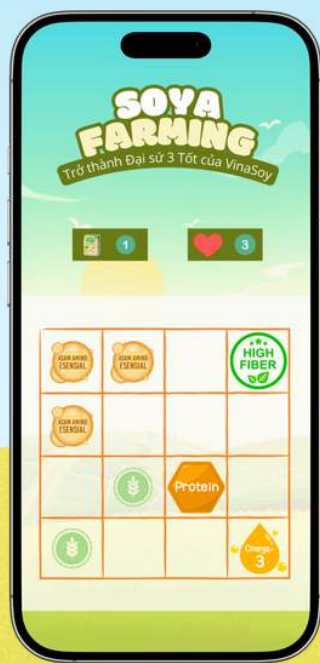 SOYA
FARMING
Trở thành Đại sứ 3 Tốt của VinaSoy
1
3
ASAM AMINO
ESENSIAL
ASAM AMINO
ESENSIAL
HIGH
FIBER
ASAM AMINO
ESENSIAL
Protein
Omega-
3